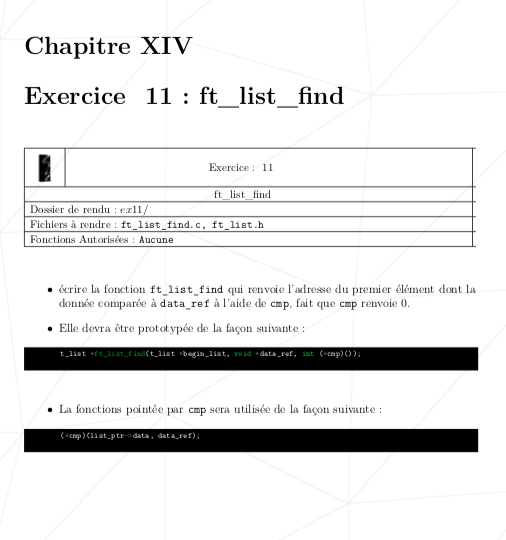 Chapitre XIV
Exercice 11 : ft_list_find
Exercice : 11
ft_list_find
Dossier de rendu : ex11/
Fichiers à rendre : ft_list_find.c, ft_list.h
Fonctions Autorisées : Aucune
• écrire la fonction ft_list_find qui renvoie l'adresse du premier élément dont la
donnée comparée à data_ref à l'aide de cmp, fait que cmp renvoie 0.
• Elle devra être prototypée de la façon suivante :
t_list *ft_list_find(t_list *begin_list, void *data_ref, int (*cmp)());
• La fonctions pointée par cmp sera utilisée de la façon suivante :
(*cmp)(list_ptr->data, data_ref);